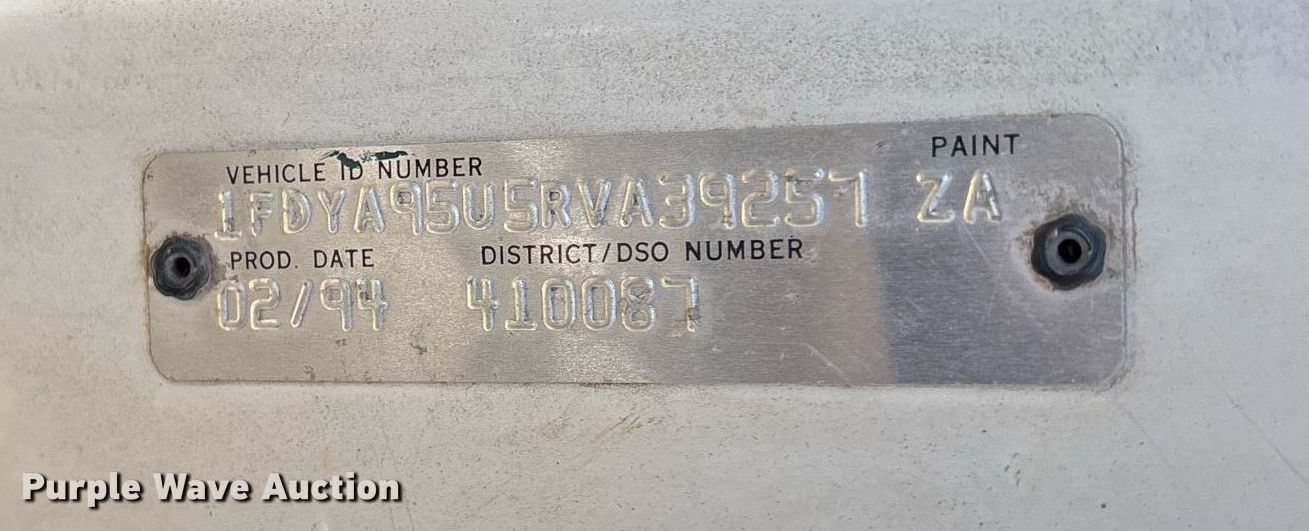 PAINT
VEHICLE ID NUMBER
1FDYA95U5RVA39257 ZA
PROD. DATE DISTRICT/DSO NUMBER
02/94 410087
Purple Wave Auction